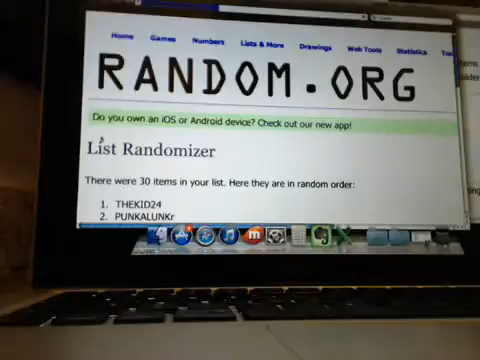 Home Games Numbers Lists & More Drawings Web Tools Statistics
RANDOM.ORG
Do you own an iOS or Android device? Check out our new app!
List Randomizer
There were 30 items in your list. Here they are in random order:
1. THEKID24
2. PUNKALUNKr